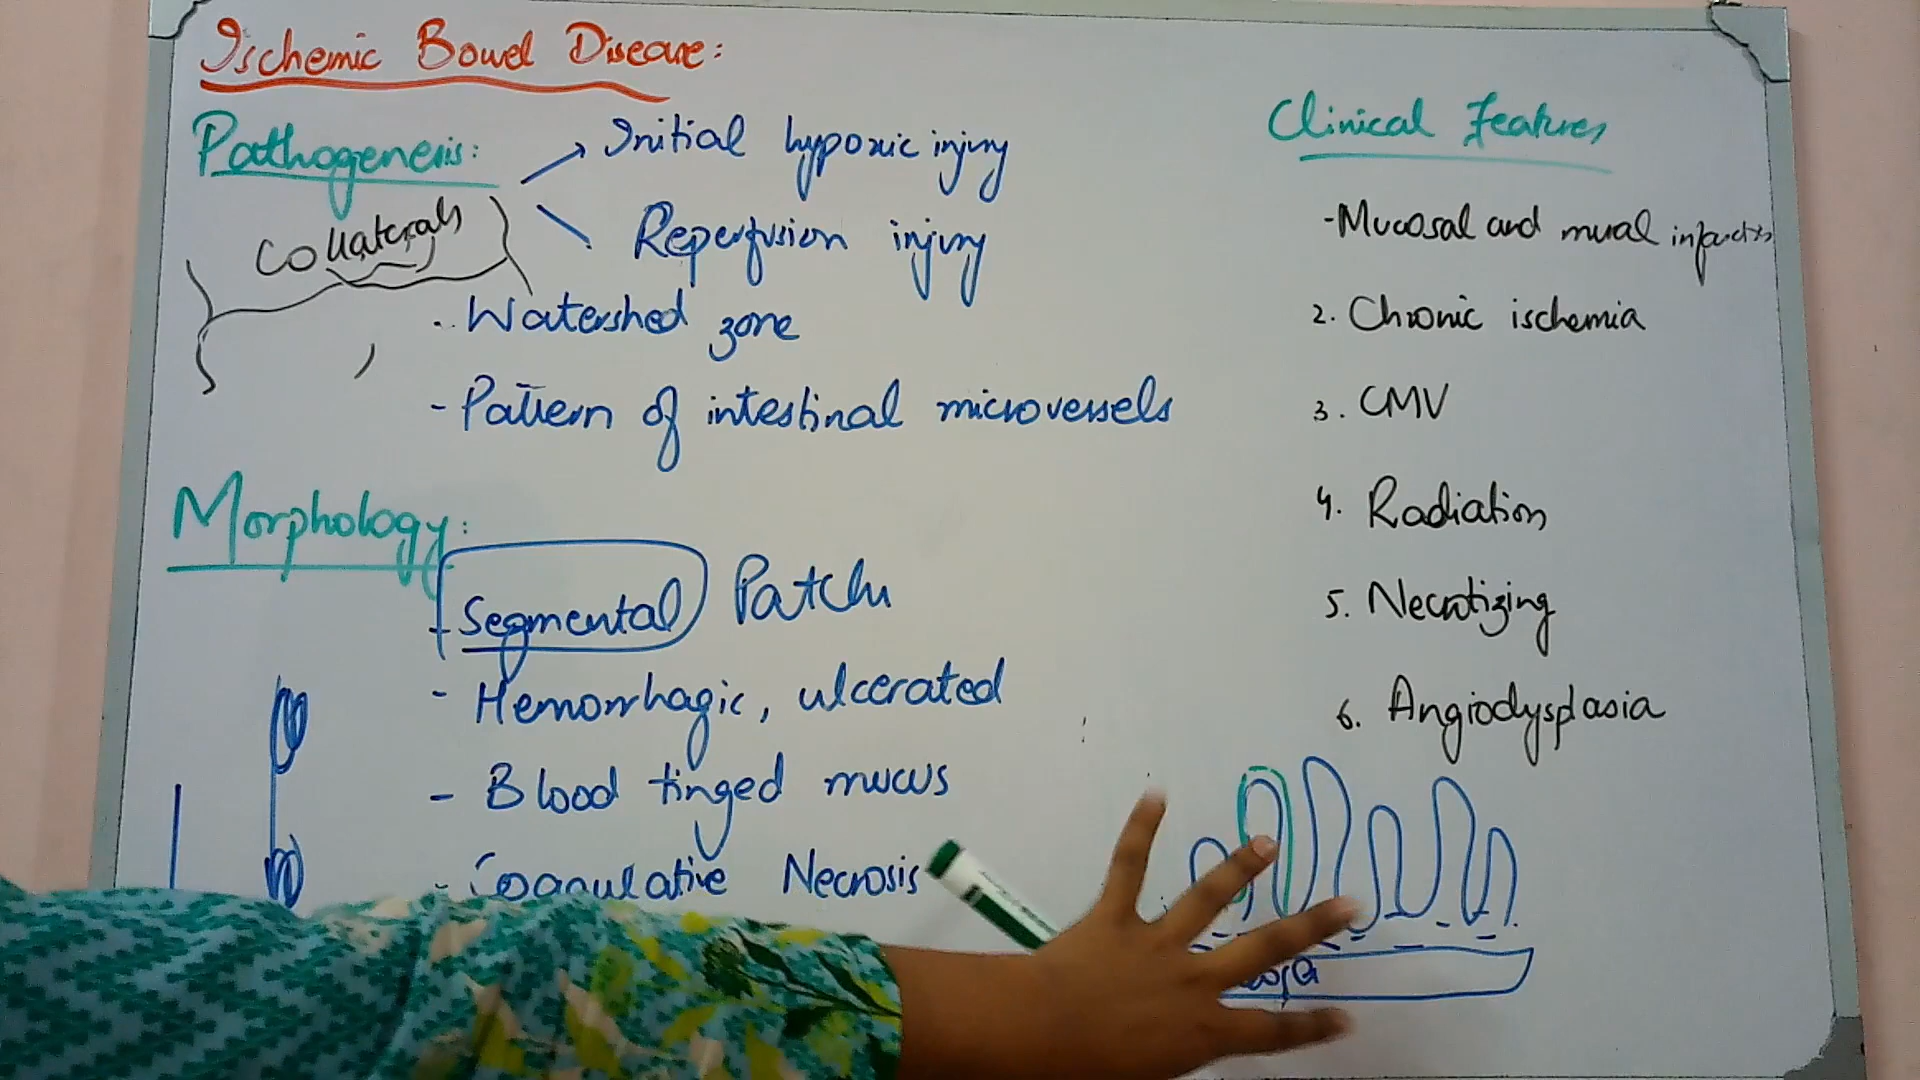 Ischemic Bowel Disease:
Pathogenesis:
Initial hypoxic injury
Reperfusion injury
Collaterals
- Watershed zone
- Pattern of intestinal microvessels
Morphology:
- Segmental Patchy
- Hemorrhagic, ulcerated
- Blood tinged mucus
- Coagulative Necrosis
Clinical Features
- Mucosal and mural infarction
2. Chronic ischemia
3. CMV
4. Radiation
5. Necrotizing
6. Angiodysplasia